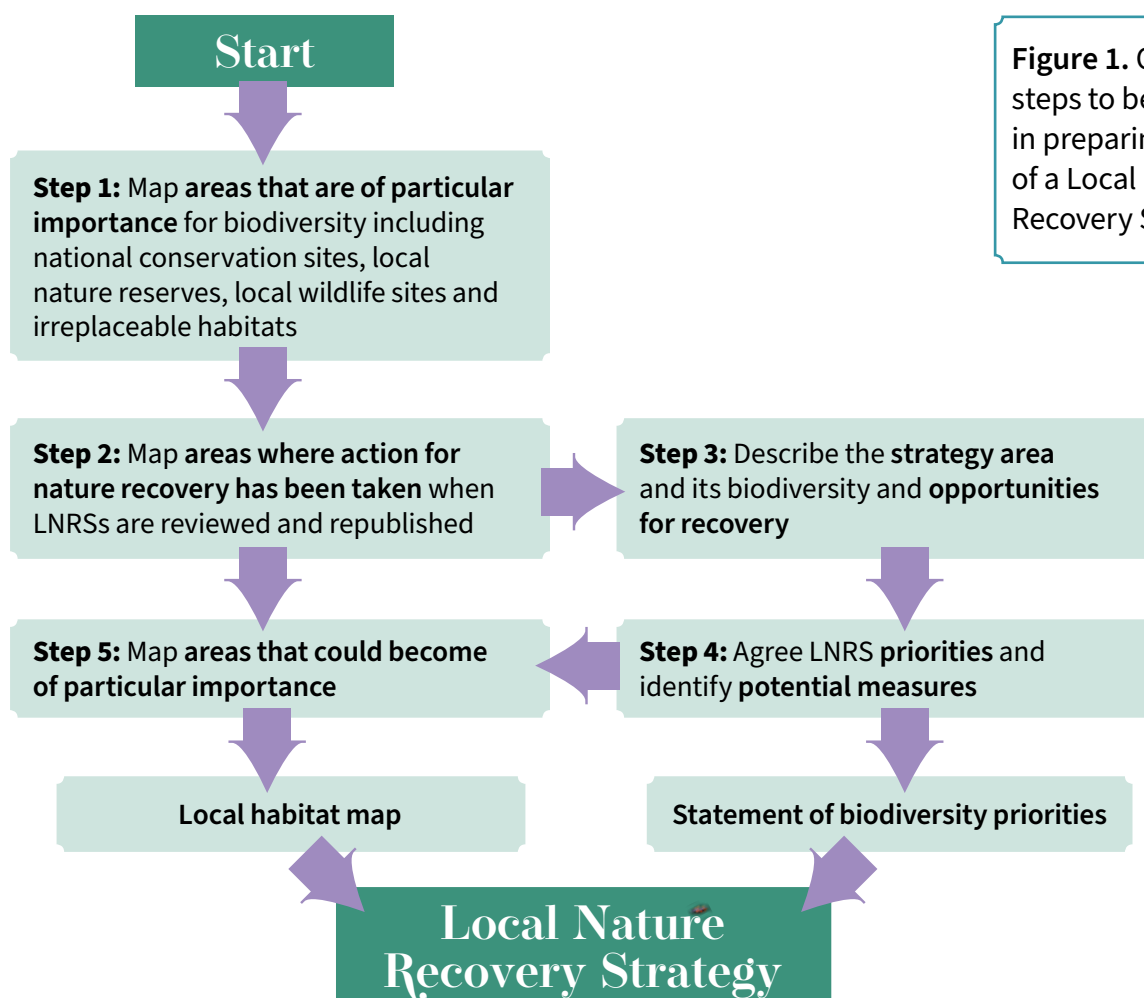 Start
Figure 1.
steps to be
in preparin
of a Local
Recovery
Step 1: Map areas that are of particular
importance for biodiversity including
national conservation sites, local
nature reserves, local wildlife sites and
irreplaceable habitats
Step 2: Map areas where action for
nature recovery has been taken when
LNRSs are reviewed and republished
Step 3: Describe the strategy area
and its biodiversity and opportunities
for recovery
Step 5: Map areas that could become
of particular importance
Step 4: Agree LNRS priorities and
identify potential measures
Local habitat map
Statement of biodiversity priorities
Local Nature
Recovery Strategy